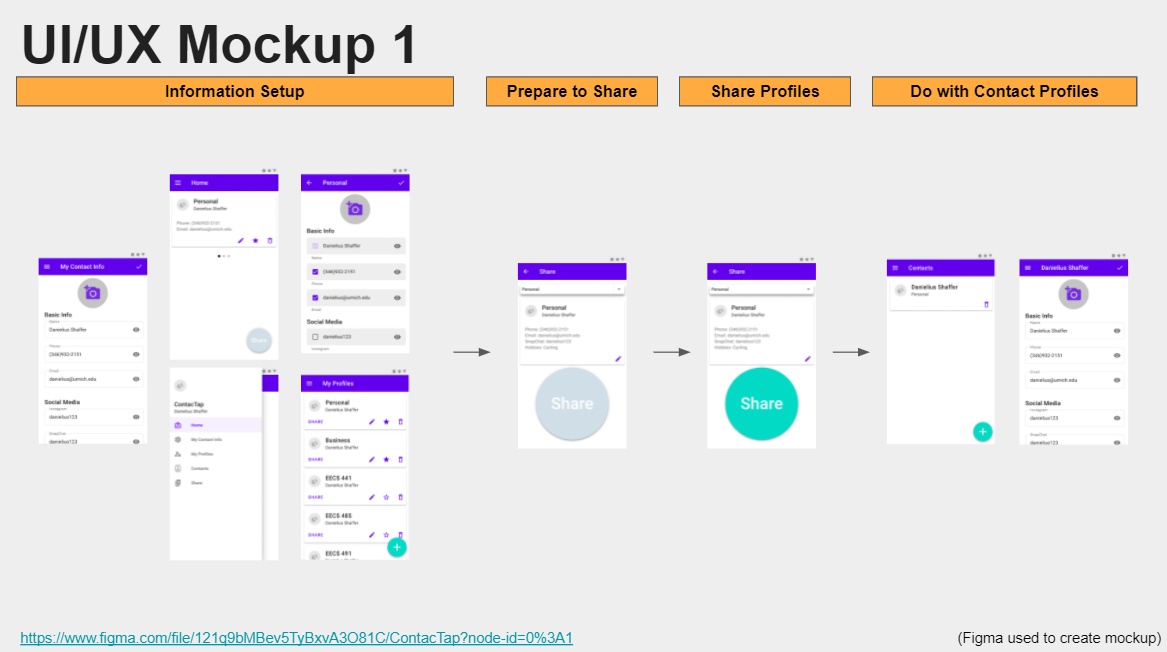 UI/UX Mockup 1
Information Setup
Prepare to Share
Share Profiles
Do with Contact Profiles
My Contact Info
Basic Info
Name
Danielius Shaffer
Phone
(346)932-2151
Email
danielius@umich.edu
Social Media
Instagram
danielius123
SnapChat
danielius123
Home
Personal
Danielius Shaffer
Phone: (346)932-2151
Email: danielius@umich.edu
Share
ContacTap
Danielius Shaffer
Home
My Contact Info
My Profiles
Contacts
Share
Personal
Basic Info
Danielius Shaffer
Name
(346)932-2151
Phone
danielius@umich.edu
Email
Social Media
danielius123
Instagram
My Profiles
Personal
Danielius Shaffer
SHARE
Business
Danielius Shaffer
SHARE
EECS 441
Danielius Shaffer
SHARE
EECS 485
Danielius Shaffer
SHARE
EECS 491
Danielius Shaffer
Share
Personal
Personal
Danielius Shaffer
Phone: (346)932-2151
Email: danielius@umich.edu
SnapChat: danielius123
Hobbies: Cycling
Share
Share
Personal
Personal
Danielius Shaffer
Phone: (346)932-2151
Email: danielius@umich.edu
SnapChat: danielius123
Hobbies: Cycling
Share
Contacts
Danielius Shaffer
Personal
Danielius Shaffer
Basic Info
Name
Danielius Shaffer
Phone
(346)932-2151
Email
danielius@umich.edu
Social Media
Instagram
danielius123
SnapChat
danielius123
https://www.figma.com/file/121q9bMBev5TyBxvA3O81C/ContacTap?node-id=0%3A1
(Figma used to create mockup)